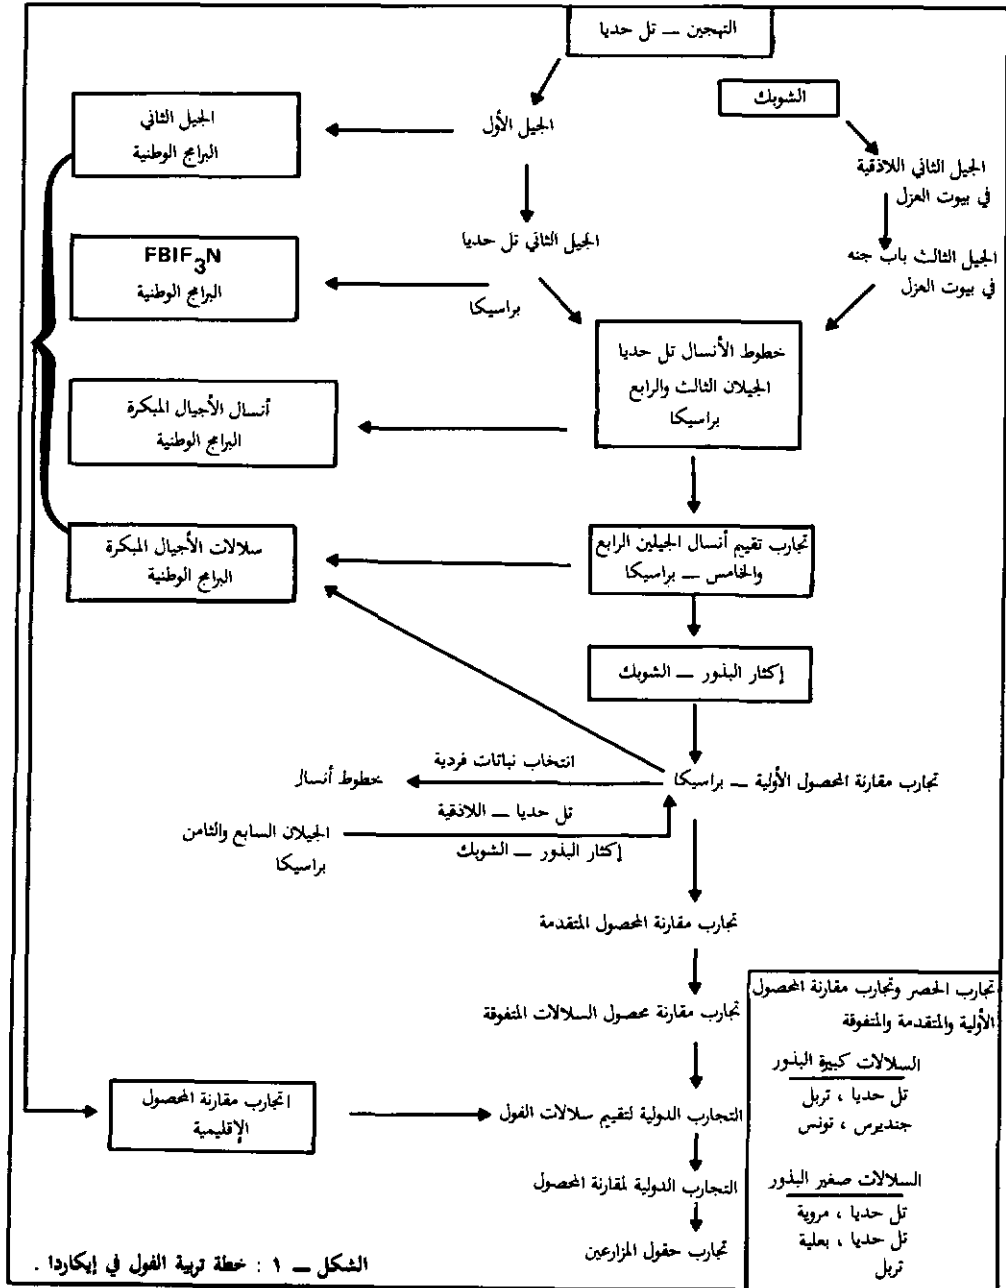 التهجين — تل حديا
الشوبك
الجيل الثاني
البرامج الوطنية
الجيل الأول
الجيل الثاني اللاذقية
في بيوت العزل
FBIF3N
البرامج الوطنية
الجيل الثاني تل حديا
براسيكا
الجيل الثالث باب جنه
في بيوت العزل
خطوط الأنسال تل حديا
الجيلان الثالث والرابع
براسيكا
أنسال الأجيال المبكرة
البرامج الوطنية
تجارب تقييم أنسال الجيلين الرابع
والخامس — براسيكا
سلالات الأجيال المبكرة
البرامج الوطنية
إكثار البذور — الشوبك
تجارب مقارنة المحصول الأولية — براسيكا
انتخاب نباتات فردية
خطوط أنسال
تل حديا — اللاذقية
إكثار البذور — الشوبك
الجيلان السابع والثامن
براسيكا
تجارب مقارنة المحصول المتقدمة
تجارب مقارنة محصول السلالات المتفوقة
اتجارب مقارنة المحصول
الإقليمية
التجارب الدولية لتقييم سلالات الفول
التجارب الدولية لمقارنة المحصول
تجارب حقول المزارعين
تجارب الحصر وتجارب مقارنة المحصول
الأولية والمتقدمة والمتفوقة
السلالات كبيرة البذور
تل حديا ، تربل
جنديرس ، تونس
السلالات صغير البذور
تل حديا ، مروية
تل حديا ، بعلية
تربل
الشكل — ١ : خطة تربية الفول في إيكاردا .